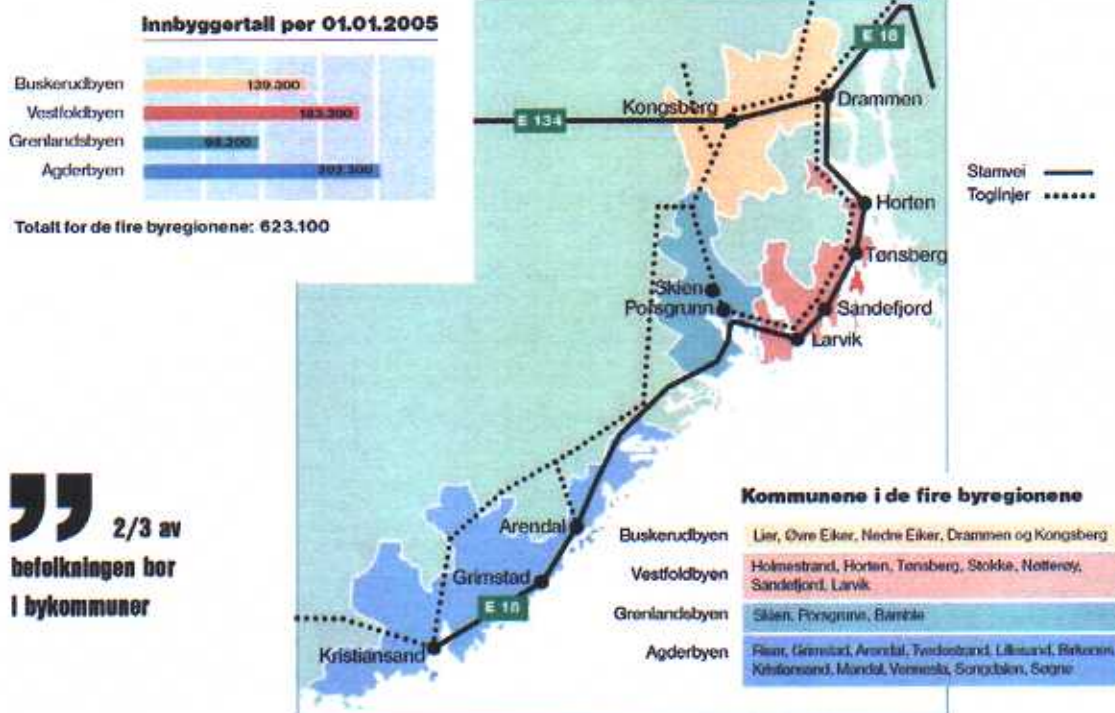 Innbyggertall per 01.01.2005
Buskerudbyen 139.300
Vestfoldbyen 183.300
Grenlandsbyen 98.200
Agderbyen 202.300
Totalt for de fire byregionene: 623.100
E 18
Kongsberg
Drammen
E 134
Stamvei
Toglinjer
Horten
Tønsberg
Skien
Porsgrunn
Sandefjord
Larvik
Arendal
Grimstad
E 18
Kristiansand
” 2/3 av
befolkningen bor
i bykommuner
Kommunene i de fire byregionene
Buskerudbyen Lier, Øvre Eiker, Nedre Eiker, Drammen og Kongsberg
Vestfoldbyen Holmestrand, Horten, Tønsberg, Stokke, Nøtterøy,
Sandefjord, Larvik
Grenlandsbyen Skien, Porsgrunn, Bamble
Agderbyen Risør, Grimstad, Arendal, Tvedestrand, Lillesand, Birkenes,
Kristiansand, Mandal, Vennesla, Songdalen, Søgne